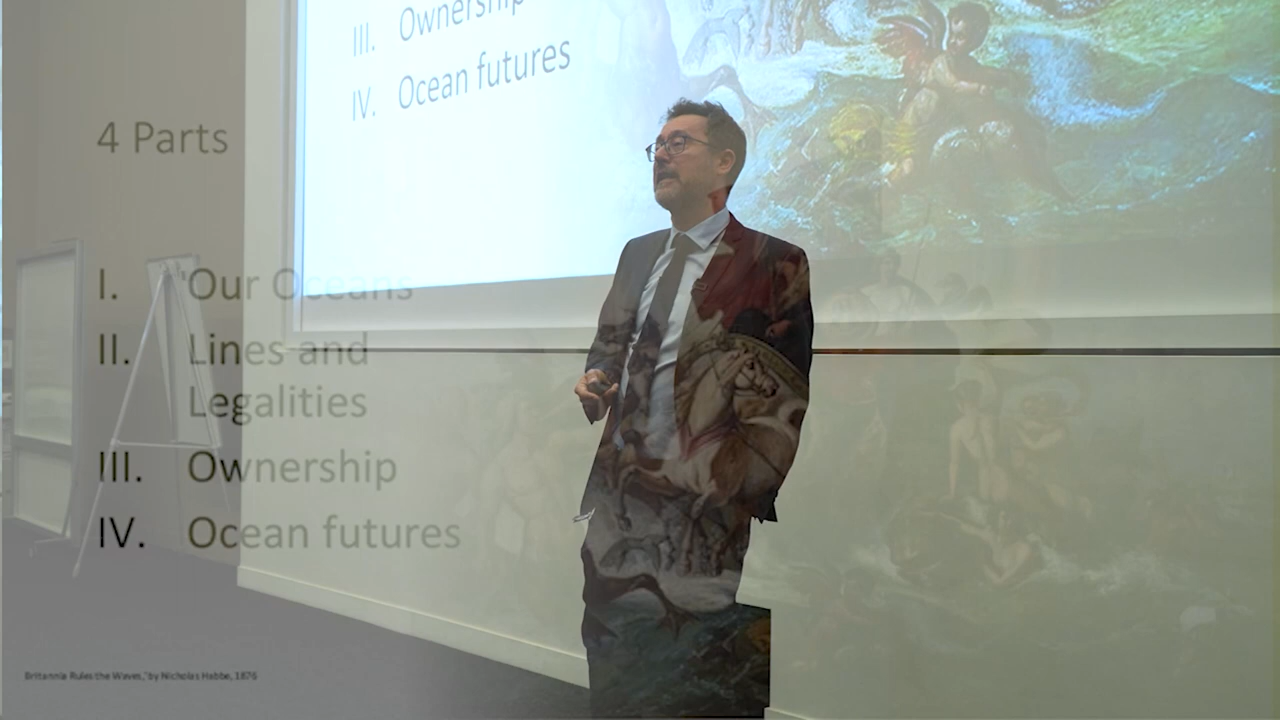 III. Ownership
IV. Ocean futures
4 Parts
I. 'Our Oceans
II. Lines and
Legalities
III. Ownership
IV. Ocean futures
Britannia Rules the Waves,' by Nicholas Habbe, 1876